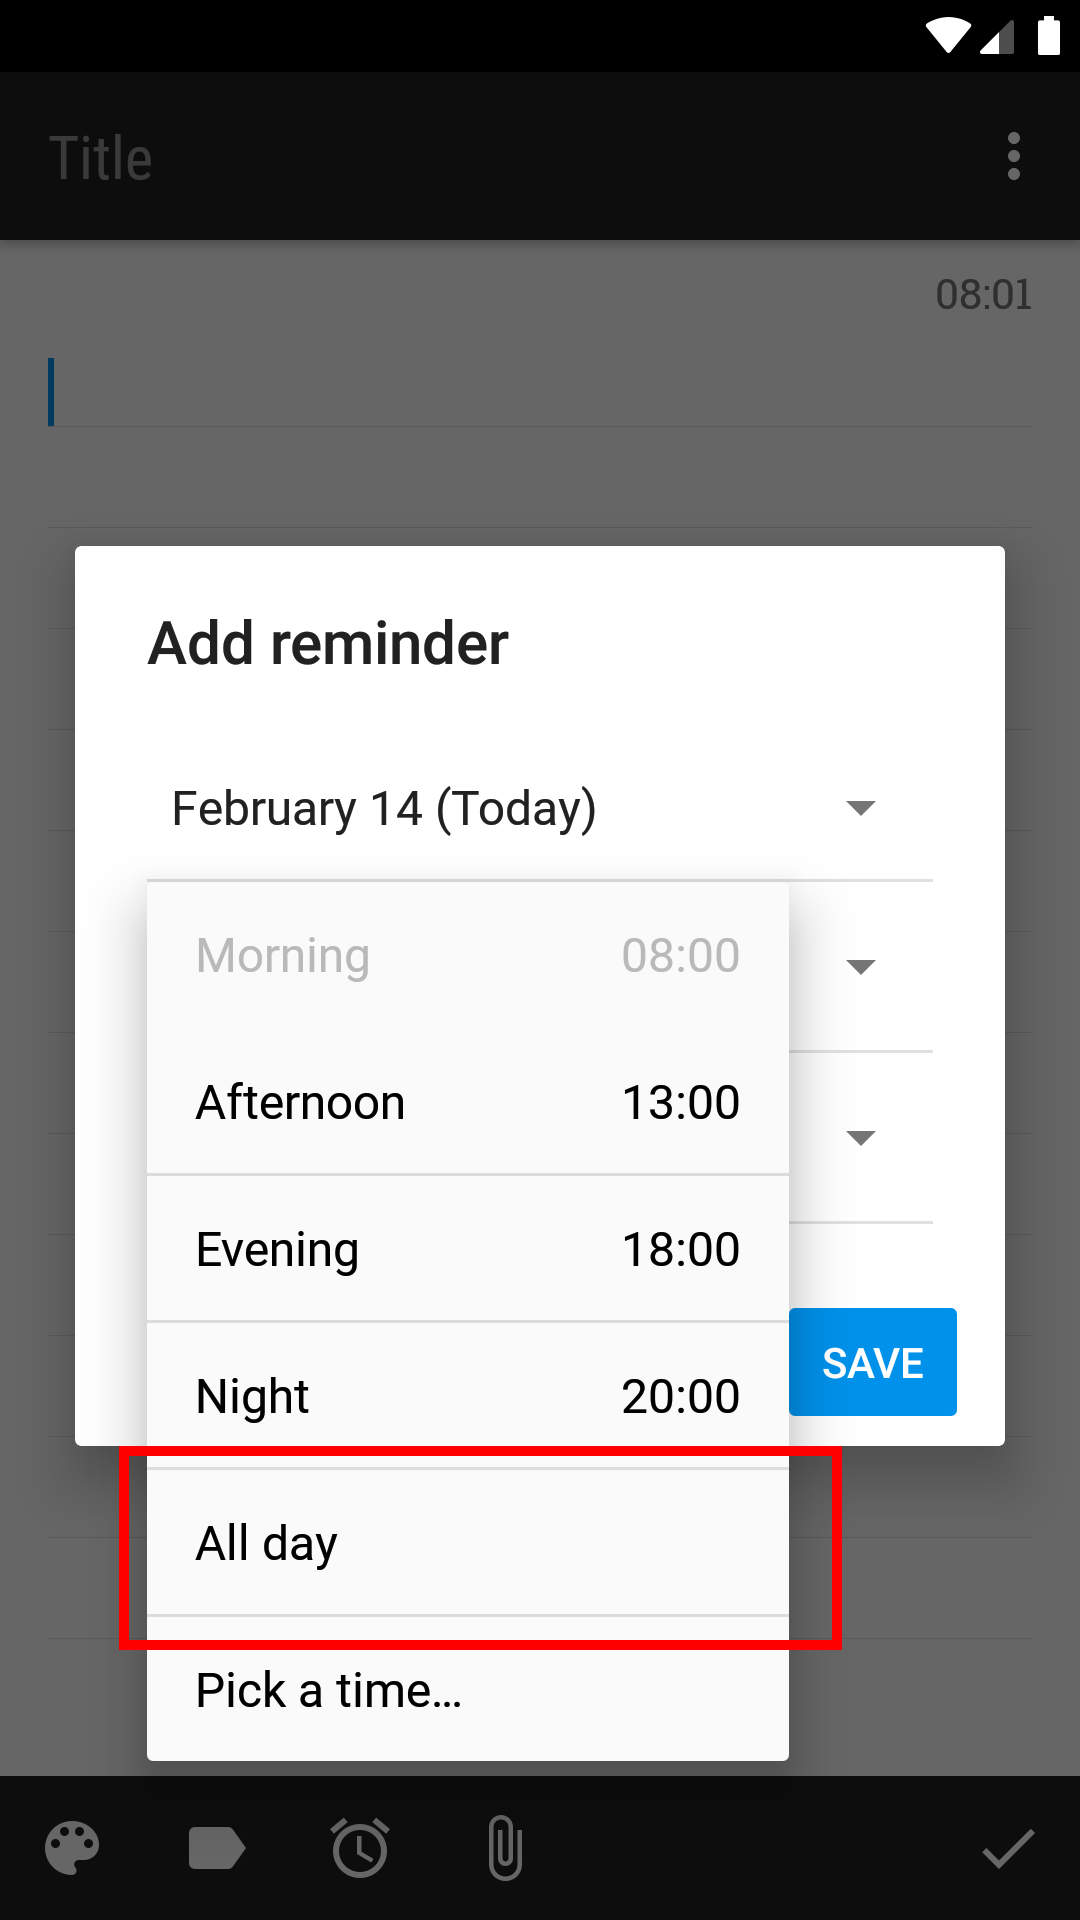 Title
08:01
Add reminder
February 14 (Today)
Morning 08:00
Afternoon 13:00
Evening 18:00
Night 20:00
SAVE
All day
Pick a time...